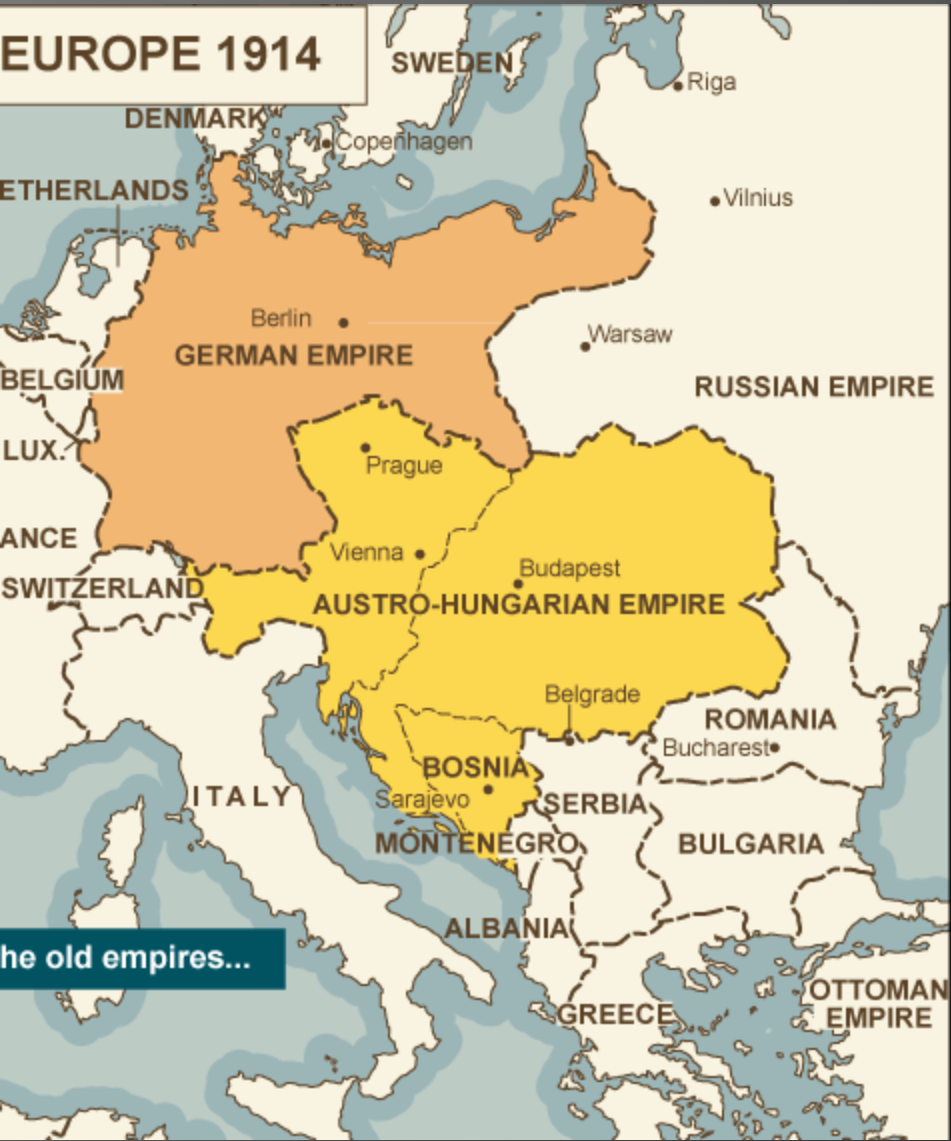 EUROPE 1914
SWEDEN
Riga
DENMARK
Copenhagen
ETHERLANDS
Vilnius
Berlin
GERMAN EMPIRE
Warsaw
BELGIUM
RUSSIAN EMPIRE
LUX.
Prague
ANCE
Vienna
Budapest
SWITZERLAND
AUSTRO-HUNGARIAN EMPIRE
Belgrade
ROMANIA
Bucharest
BOSNIA
ITALY
Sarajevo
SERBIA
MONTENEGRO
BULGARIA
ALBANIA
he old empires...
OTTOMAN
EMPIRE
GREECE